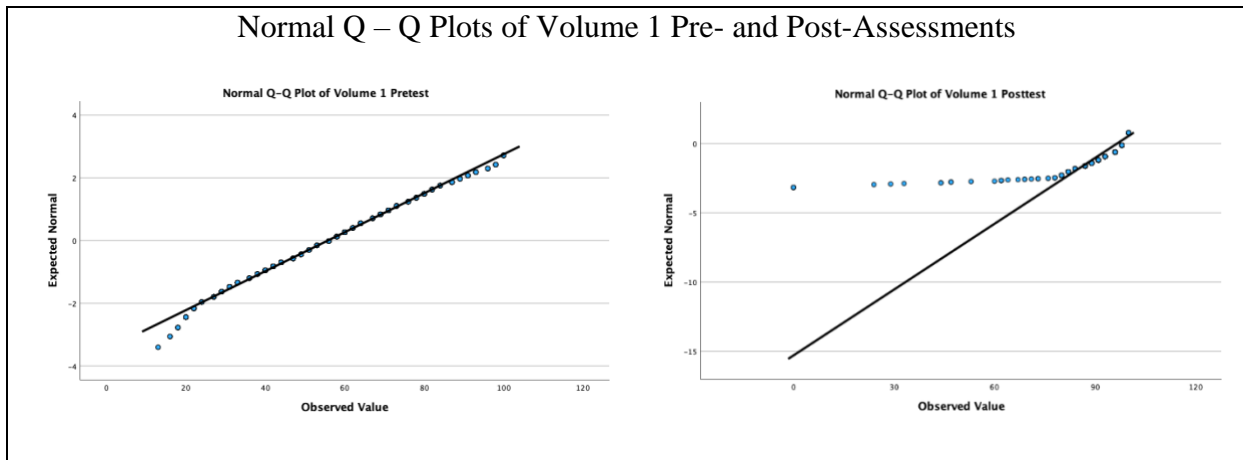 Normal Q – Q Plots of Volume 1 Pre- and Post-Assessments
Normal Q-Q Plot of Volume 1 Pretest
4
2
0
-2
-4
Expected Normal
0 20 40 60 80 100 120
Observed Value
Normal Q-Q Plot of Volume 1 Posttest
0
-5
-10
-15
Expected Normal
0 30 60 90 120
Observed Value